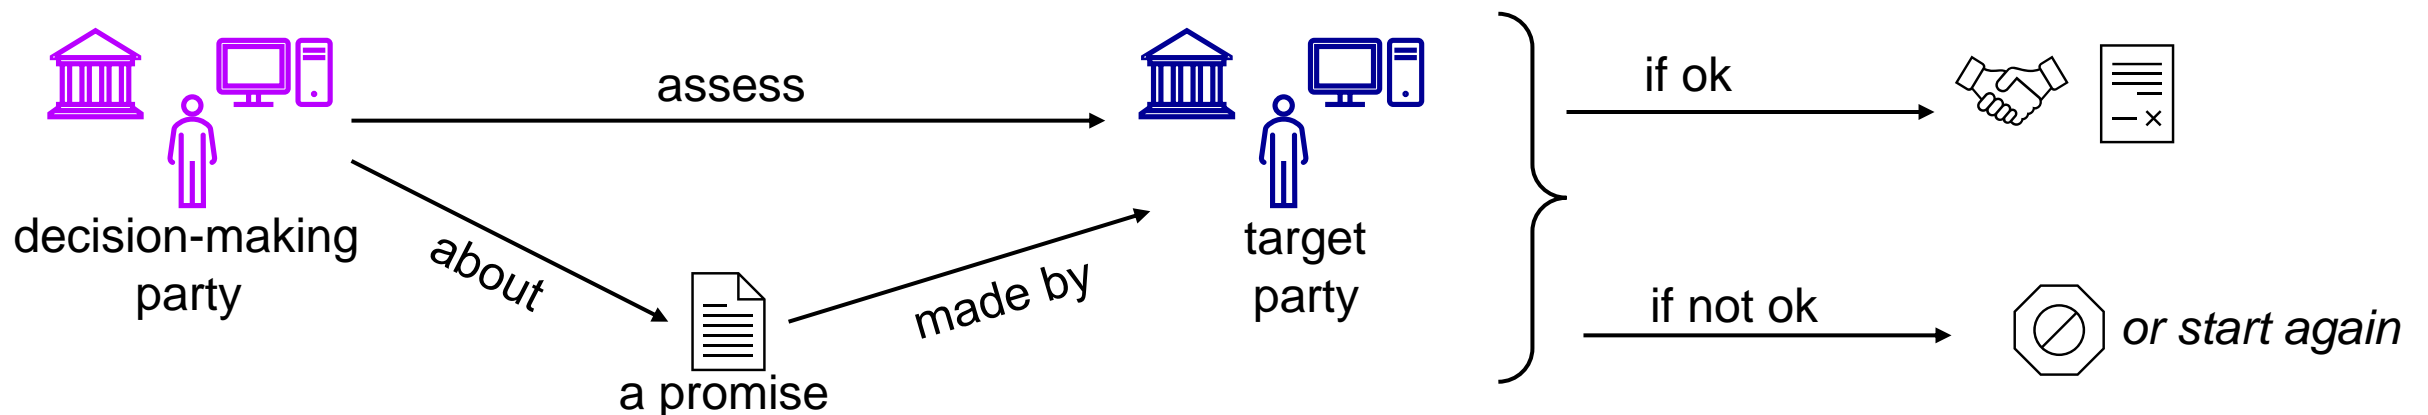 assess
if ok
decision-making
party
about
a promise
made by
target
party
if not ok
or start again